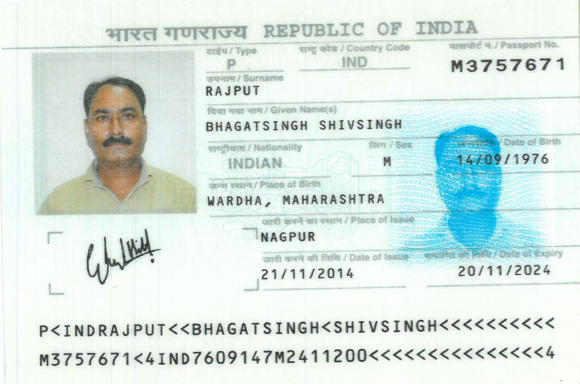 भारत गणराज्य REPUBLIC OF INDIA
टाईप / Type राष्ट्र कोड / Country Code पासपोर्ट नं. / Passport No.
P IND M3757671
उपनाम / Surname
RAJPUT
दिया गया नाम / Given Name(s)
BHAGATSINGH SHIVSINGH
राष्ट्रीयता / Nationality लिंग / Sex जन्मतिथि / Date of Birth
INDIAN M 14/09/1976
जन्म स्थान / Place of Birth
WARDHA, MAHARASHTRA
जारी करने का स्थान / Place of Issue
NAGPUR
जारी करने की तिथि / Date of Issue समाप्ति की तिथि / Date of Expiry
21/11/2014 20/11/2024
P<INDRAJPUT<<BHAGATSINGH<SHIVSINGH<<<<<<<<<<
M3757671<4IND7609147M2411200<<<<<<<<<<<<<<<4